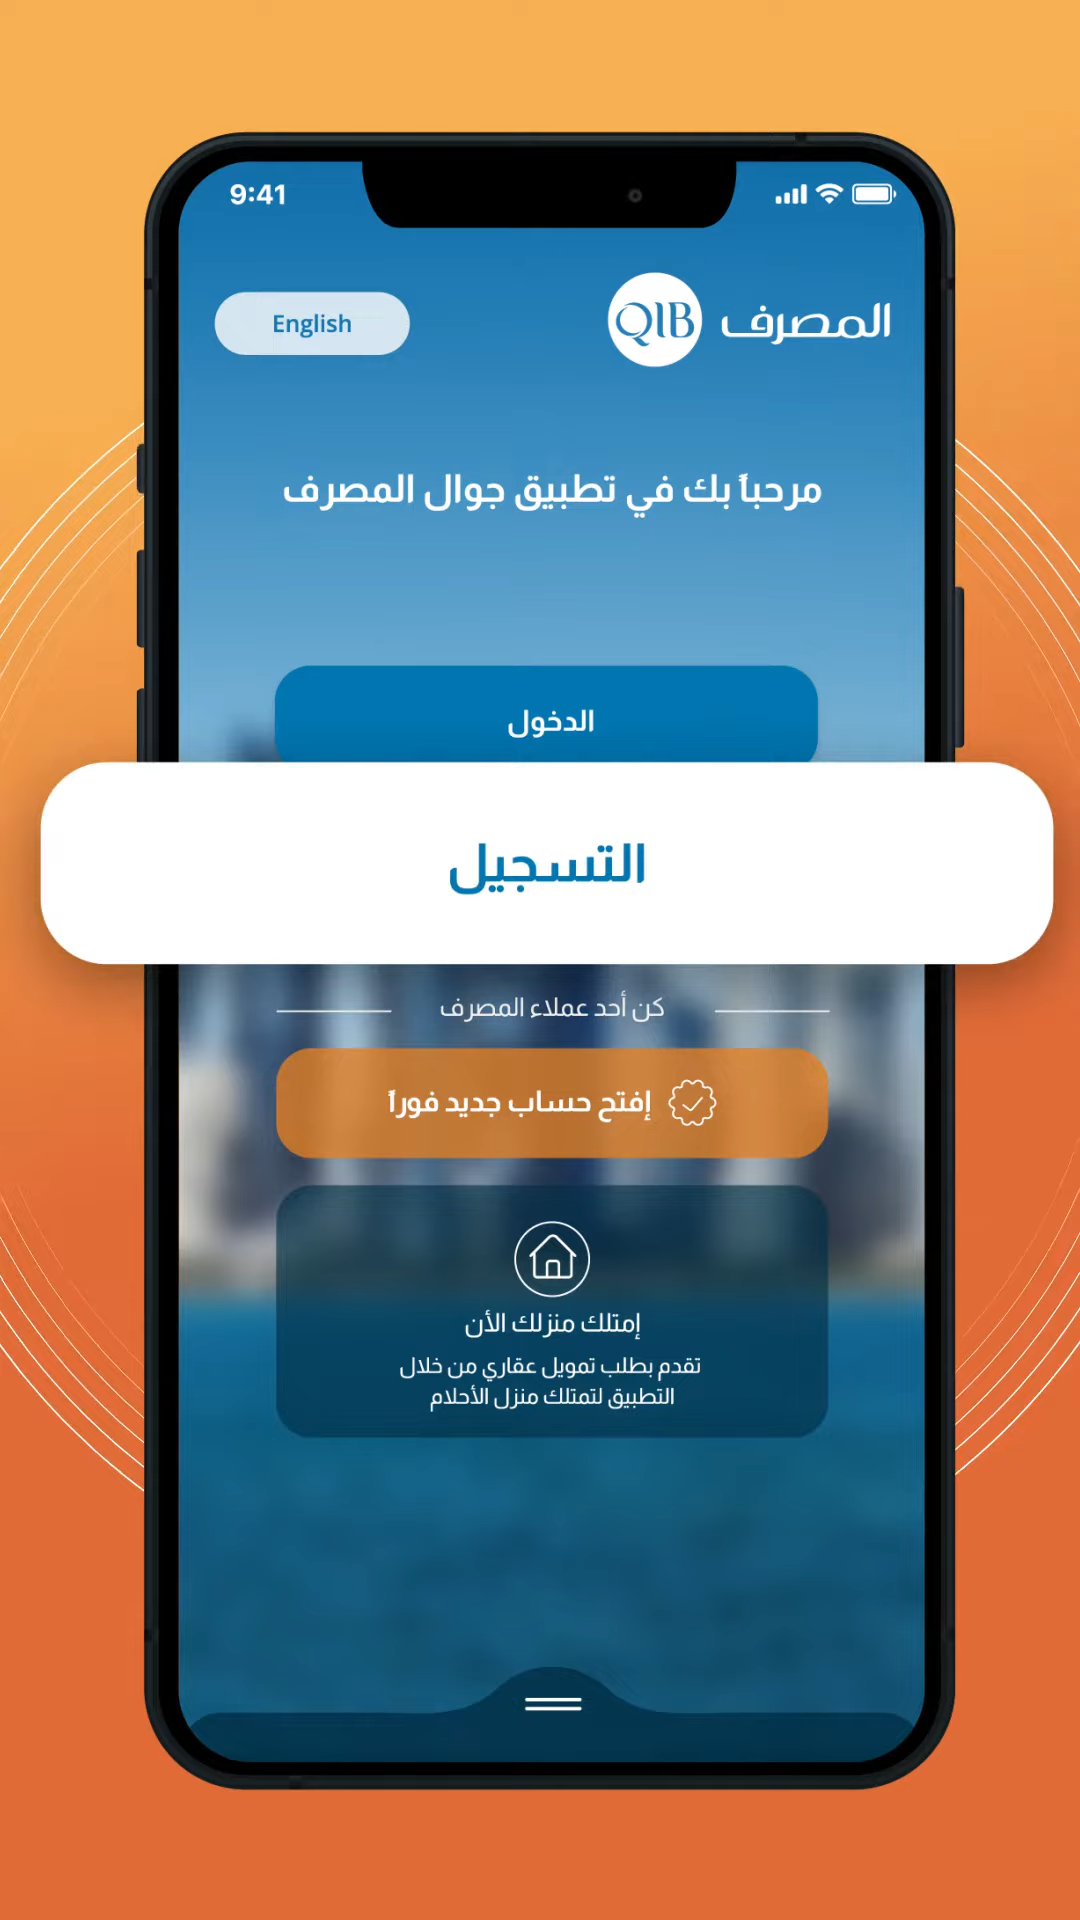 9:41
المصرف QIB
English
مرحباً بك في تطبيق جوال المصرف
الدخول
التسجيل
كن أحد عملاء المصرف
إفتح حساب جديد فوراً
إمتلك منزلك الأن
تقدم بطلب تمويل عقاري من خلال
التطبيق لتمتلك منزل الأحلام